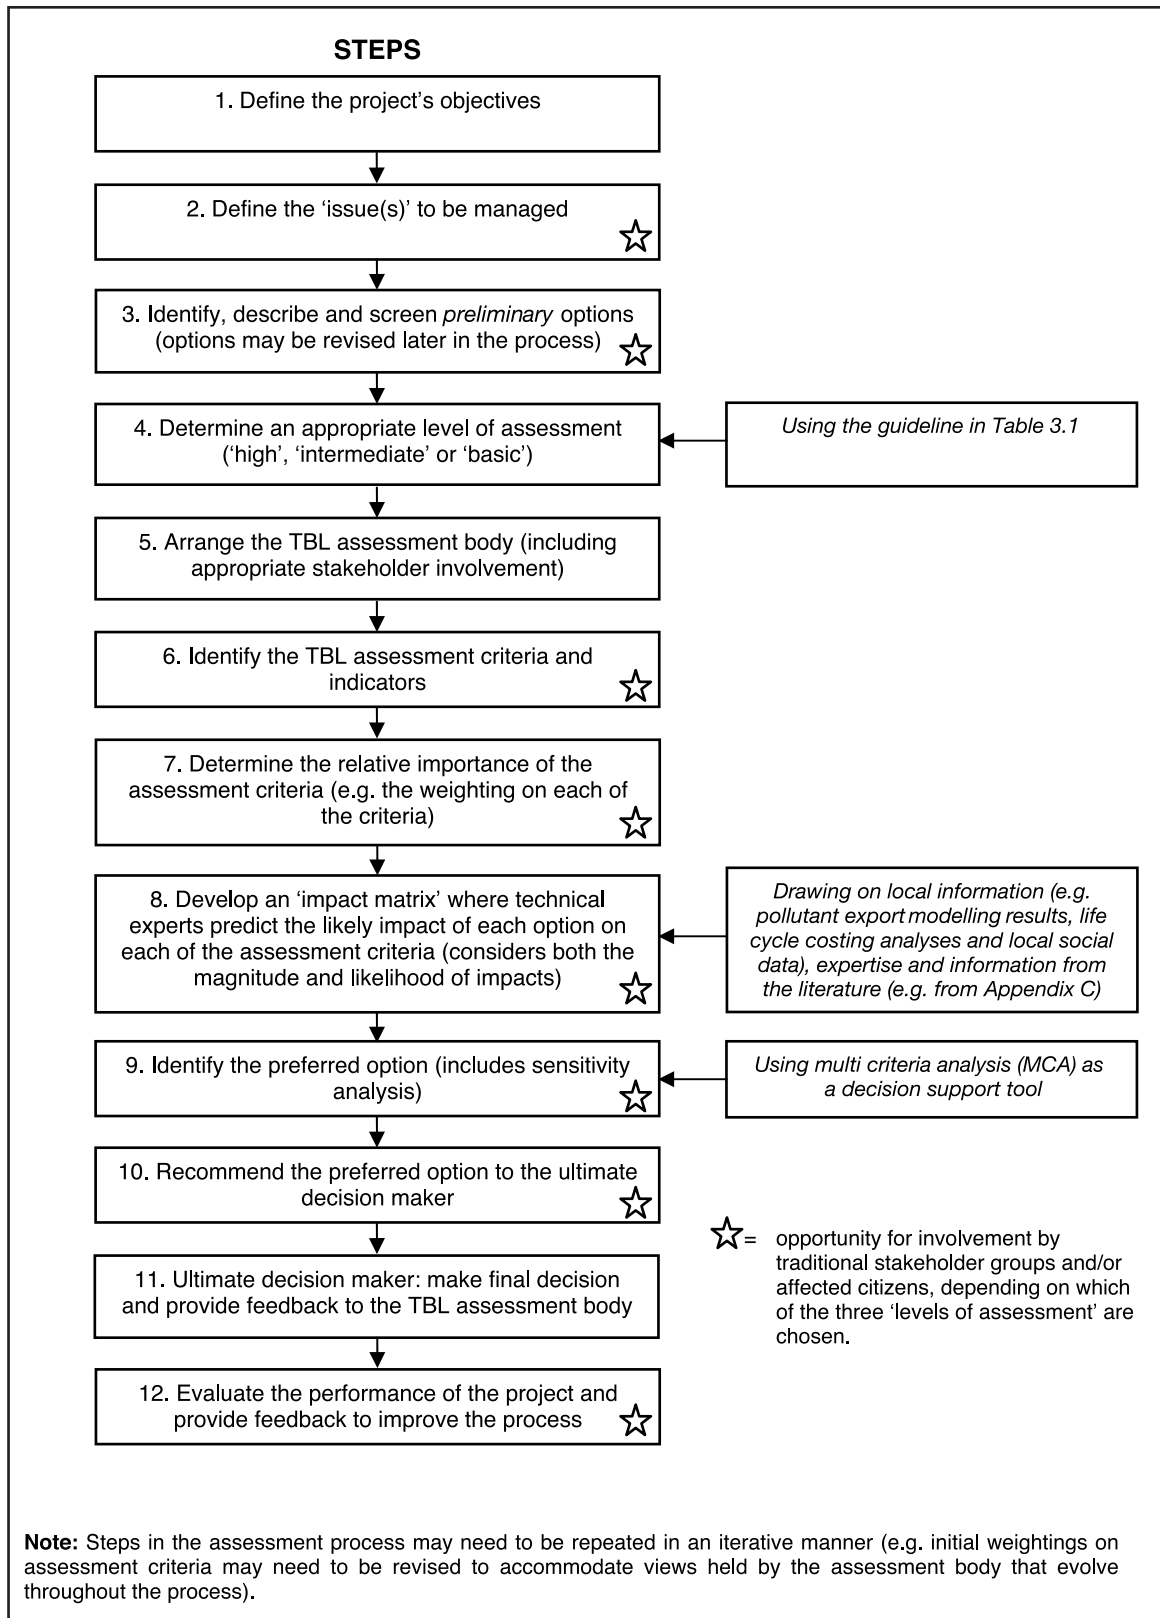 STEPS
1. Define the project’s objectives
2. Define the ‘issue(s)’ to be managed
3. Identify, describe and screen preliminary options
(options may be revised later in the process)
4. Determine an appropriate level of assessment
(‘high’, ‘intermediate’ or ‘basic’)
Using the guideline in Table 3.1
5. Arrange the TBL assessment body (including
appropriate stakeholder involvement)
6. Identify the TBL assessment criteria and
indicators
7. Determine the relative importance of the
assessment criteria (e.g. the weighting on each of
the criteria)
8. Develop an ‘impact matrix’ where technical
experts predict the likely impact of each option on
each of the assessment criteria (considers both the
magnitude and likelihood of impacts)
Drawing on local information (e.g.
pollutant export modelling results, life
cycle costing analyses and local social
data), expertise and information from
the literature (e.g. from Appendix C)
9. Identify the preferred option (includes sensitivity
analysis)
Using multi criteria analysis (MCA) as
a decision support tool
10. Recommend the preferred option to the ultimate
decision maker
11. Ultimate decision maker: make final decision
and provide feedback to the TBL assessment body
12. Evaluate the performance of the project and
provide feedback to improve the process
= opportunity for involvement by
traditional stakeholder groups and/or
affected citizens, depending on which
of the three ‘levels of assessment’ are
chosen.
Note: Steps in the assessment process may need to be repeated in an iterative manner (e.g. initial weightings on
assessment criteria may need to be revised to accommodate views held by the assessment body that evolve
throughout the process).